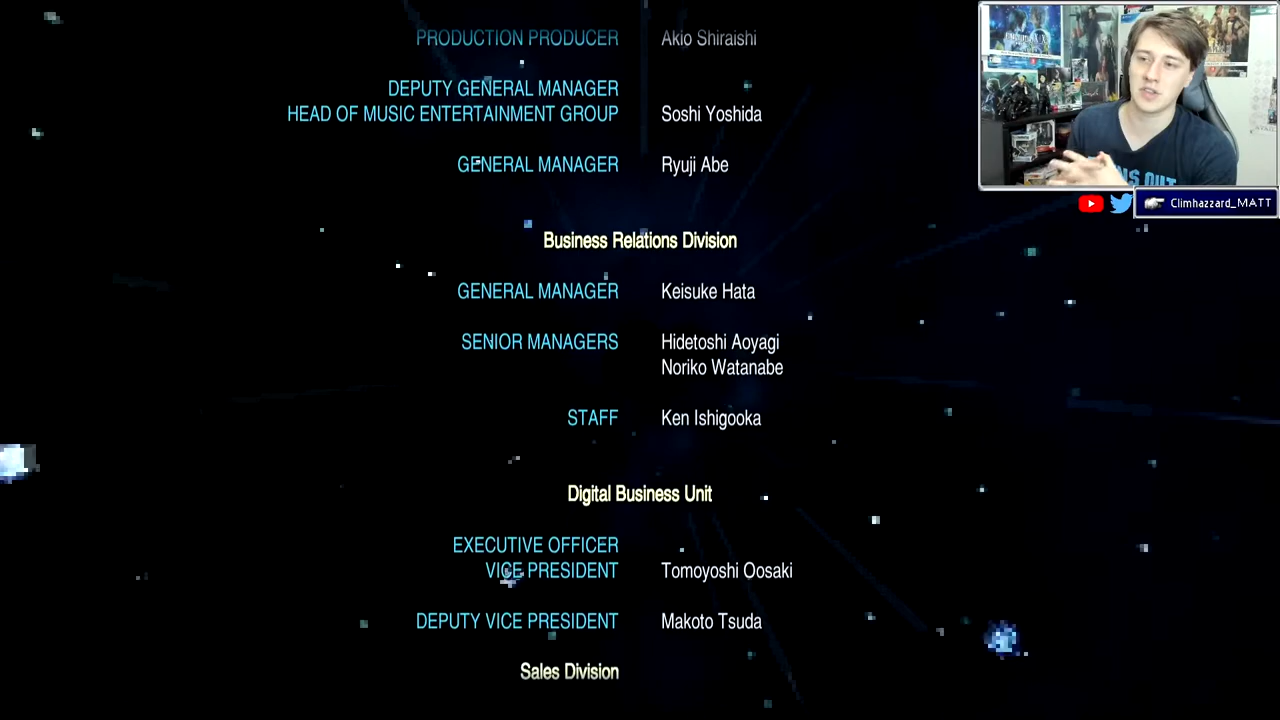 PRODUCTION PRODUCER Akio Shiraishi
DEPUTY GENERAL MANAGER
HEAD OF MUSIC ENTERTAINMENT GROUP Soshi Yoshida
GENERAL MANAGER Ryuji Abe
Business Relations Division
GENERAL MANAGER Keisuke Hata
SENIOR MANAGERS Hidetoshi Aoyagi
Noriko Watanabe
STAFF Ken Ishigooka
Digital Business Unit
EXECUTIVE OFFICER
VICE PRESIDENT Tomoyoshi Oosaki
DEPUTY VICE PRESIDENT Makoto Tsuda
Sales Division
Climhazzard_MATT